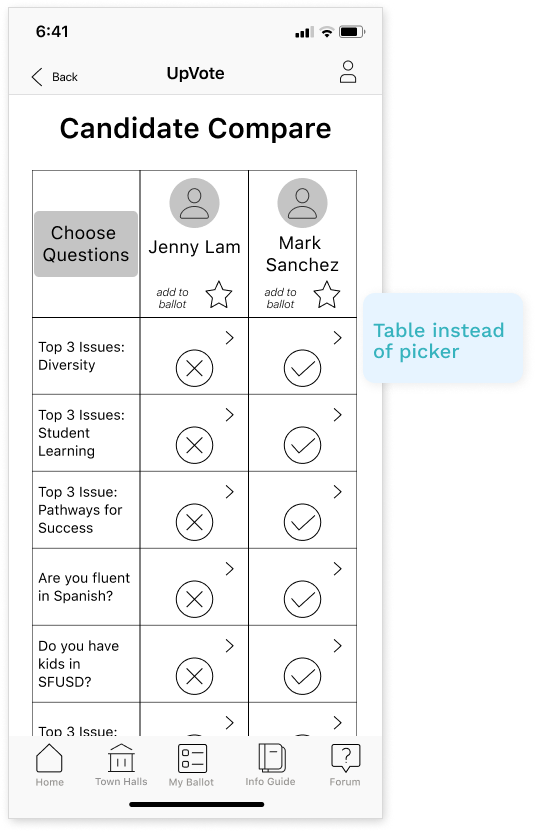 6:41
Back
UpVote
Candidate Compare
Choose
Questions
Jenny Lam
add to
ballot
Mark
Sanchez
add to
ballot
Table instead
of picker
Top 3 Issues:
Diversity
Top 3 Issues:
Student
Learning
Top 3 Issue:
Pathways for
Success
Are you fluent
in Spanish?
Do you have
kids in
SFUSD?
Top 3 Issue:
Home
Town Halls
My Ballot
Info Guide
Forum